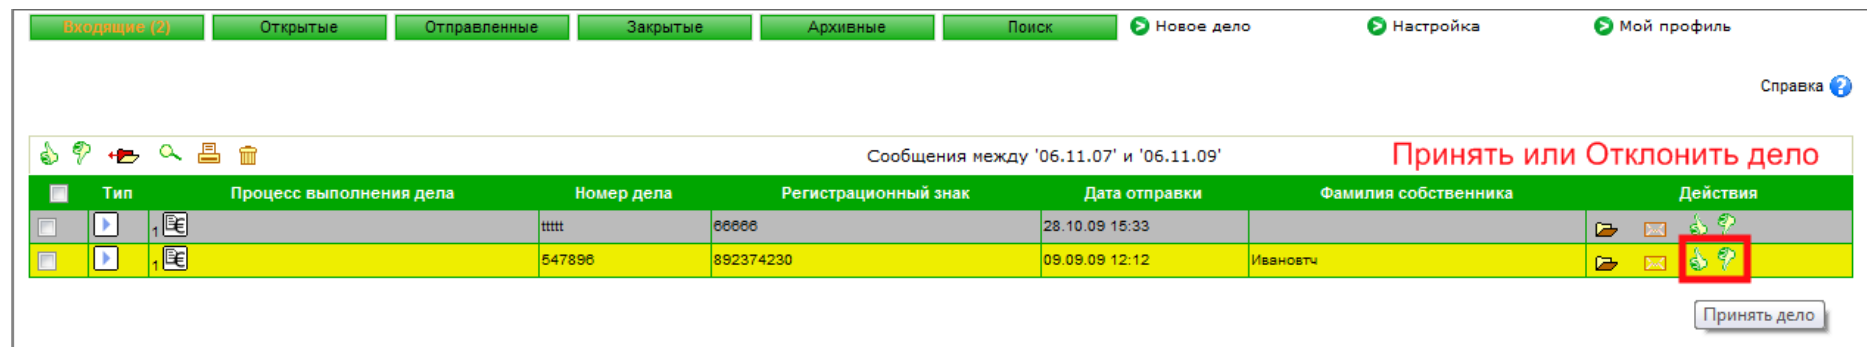 Входящие (2) Открытые Отправленные Закрытые Архивные Поиск Новое дело Настройка Мой профиль
Справка
Сообщения между '06.11.07' и '06.11.09' Принять или Отклонить дело
Тип Процесс выполнения дела Номер дела Регистрационный знак Дата отправки Фамилия собственника Действия
1 ttttt 66666 28.10.09 15:33
1 547896 892374230 09.09.09 12:12 Ивановтч
Принять дело